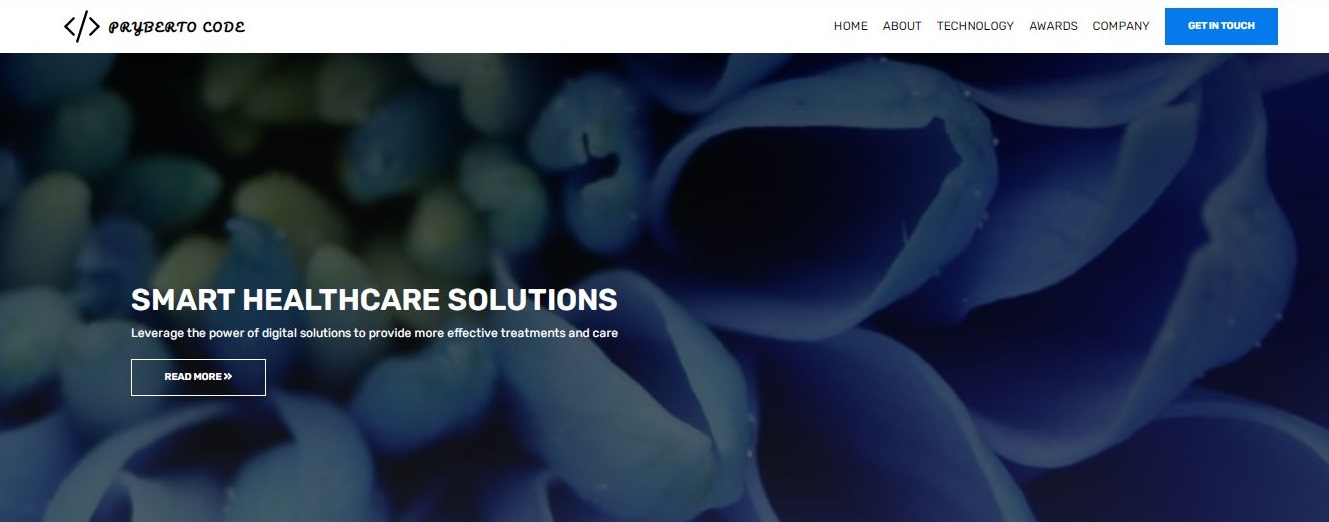 </> PRYBERTO CODE
HOME ABOUT TECHNOLOGY AWARDS COMPANY GET IN TOUCH
SMART HEALTHCARE SOLUTIONS
Leverage the power of digital solutions to provide more effective treatments and care
READ MORE »